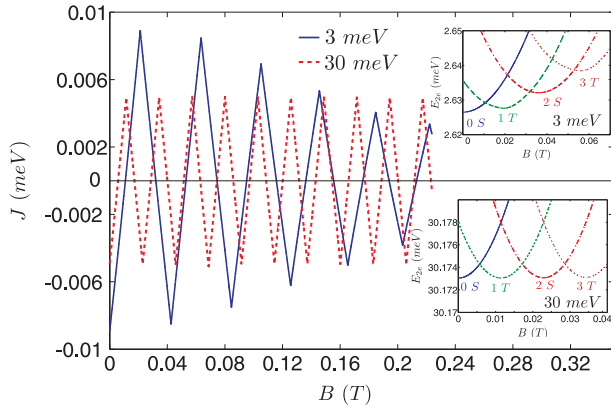 0.01
0.006
0.002
0
-0.002
-0.006
-0.01
J (meV)
0
0.04
0.08
0.12
0.16
0.2
0.24
0.28
0.32
B (T)
3 meV
30 meV
2.65
2.64
2.63
2.62
E2e (meV)
0 S
1 T
2 S
3 T
3 meV
0
0.02
0.04
0.06
B (T)
30.178
30.176
30.174
30.172
30.17
E2e (meV)
0 S
1 T
2 S
3 T
30 meV
0
0.01
0.02
0.03
0.04
B (T)